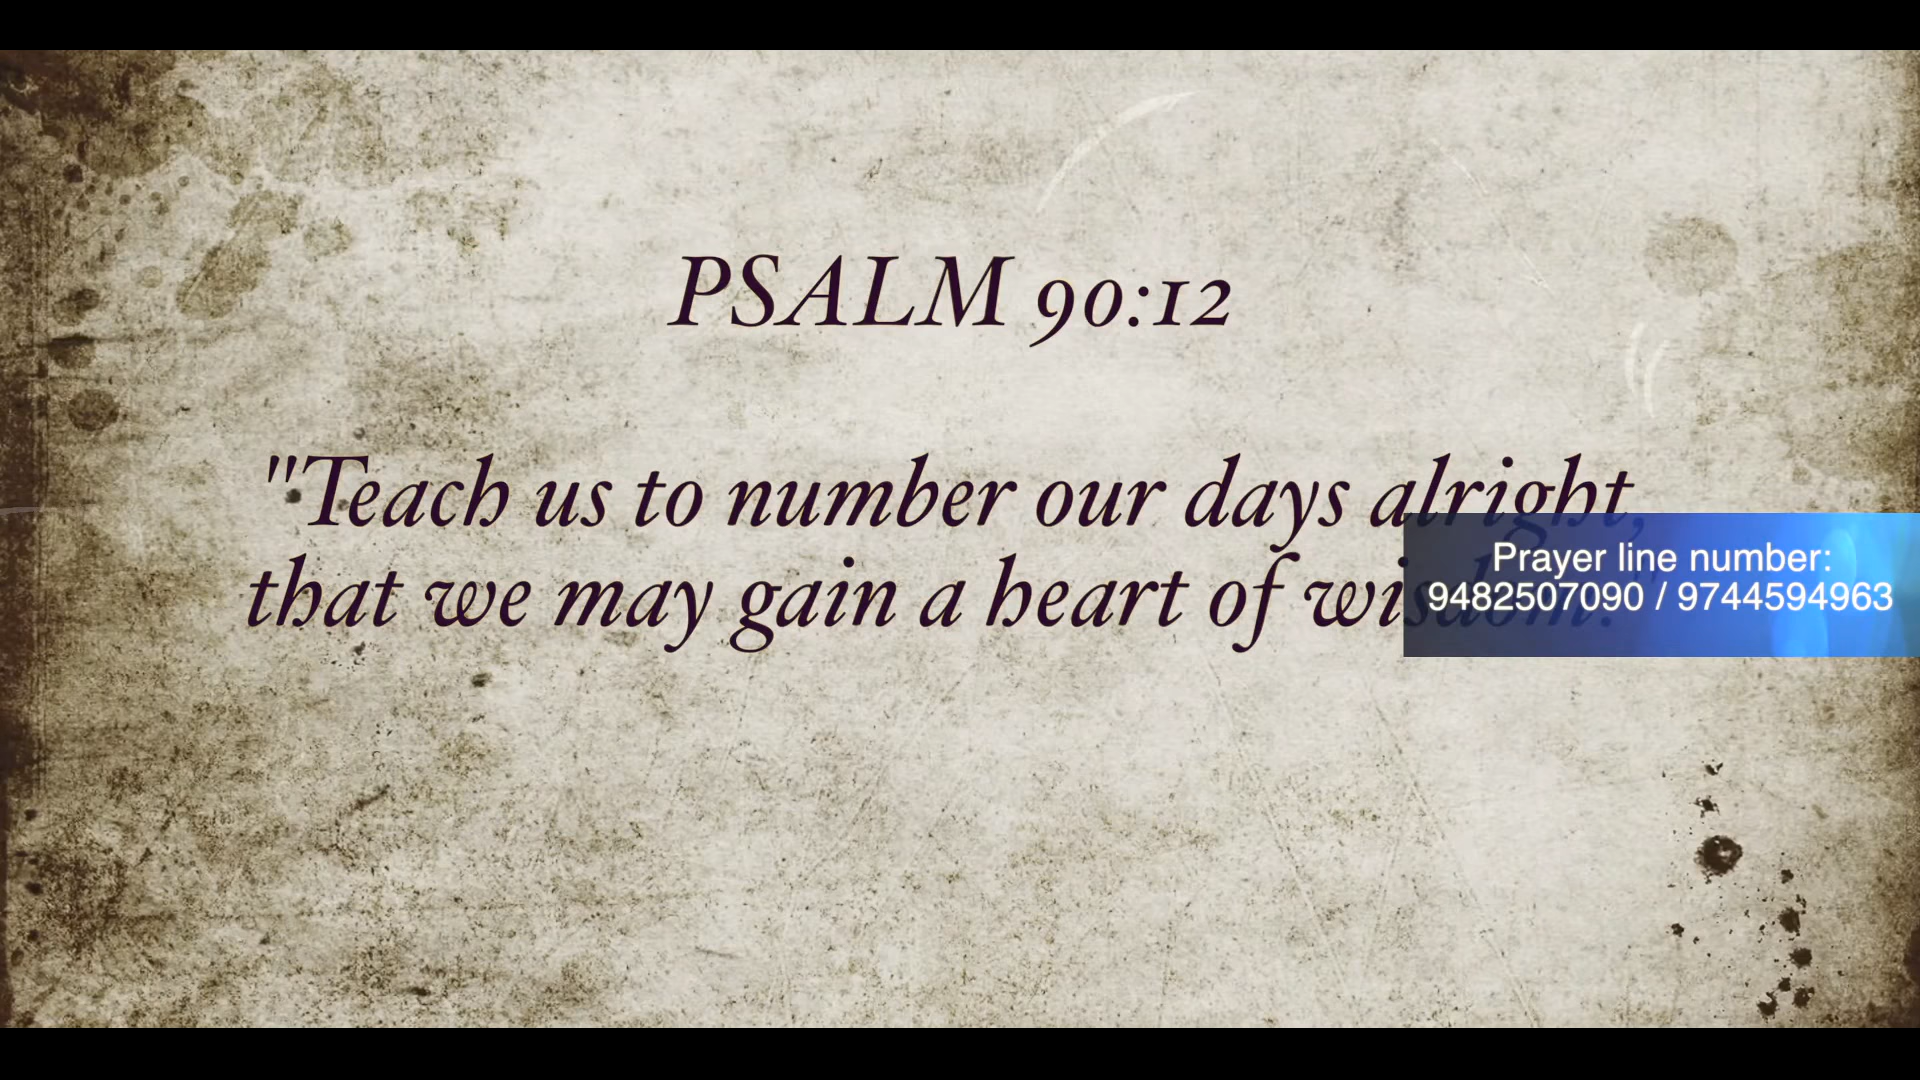 PSALM 90:12
"Teach us to number our days alright,
that we may gain a heart of wisdom."
Prayer line number:
9482507090 / 9744594963